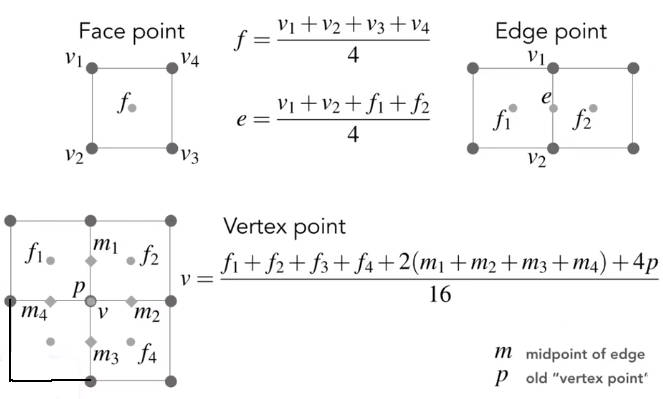 Face point
v1 v4
f
v2 v3
f = (v1 + v2 + v3 + v4) / 4
e = (v1 + v2 + f1 + f2) / 4
Edge point
v1
e
f1 f2
v2
Vertex point
f1 m1 f2
p
m4 v m2
m3 f4
v = (f1 + f2 + f3 + f4 + 2(m1 + m2 + m3 + m4) + 4p) / 16
m midpoint of edge
p old "vertex point"